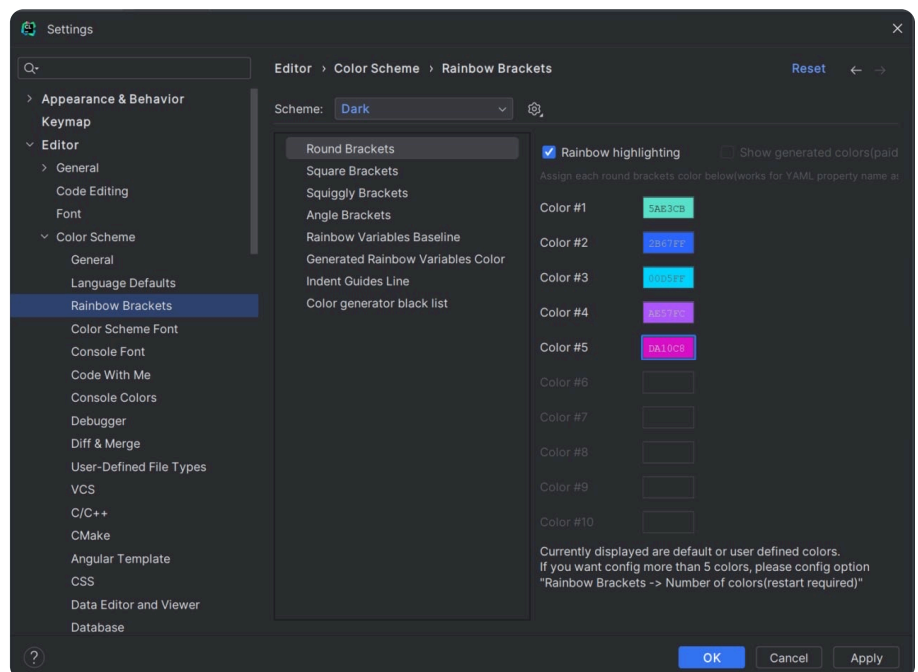 Settings
Editor › Color Scheme › Rainbow Brackets
Reset
Appearance & Behavior
Keymap
Editor
General
Code Editing
Font
Color Scheme
General
Language Defaults
Rainbow Brackets
Color Scheme Font
Console Font
Code With Me
Console Colors
Debugger
Diff & Merge
User-Defined File Types
VCS
C/C++
CMake
Angular Template
CSS
Data Editor and Viewer
Database
Scheme: Dark
Round Brackets
Square Brackets
Squiggly Brackets
Angle Brackets
Rainbow Variables Baseline
Generated Rainbow Variables Color
Indent Guides Line
Color generator black list
Rainbow highlighting
Show generated colors(paid
Assign each round brackets color below(works for YAML property name as
Color #1 5AE3CB
Color #2 2B67FF
Color #3 00D5FF
Color #4 AE57FC
Color #5 DA10C8
Color #6
Color #7
Color #8
Color #9
Color #10
Currently displayed are default or user defined colors.
If you want config more than 5 colors, please config option
"Rainbow Brackets -> Number of colors(restart required)"
?
OK
Cancel
Apply